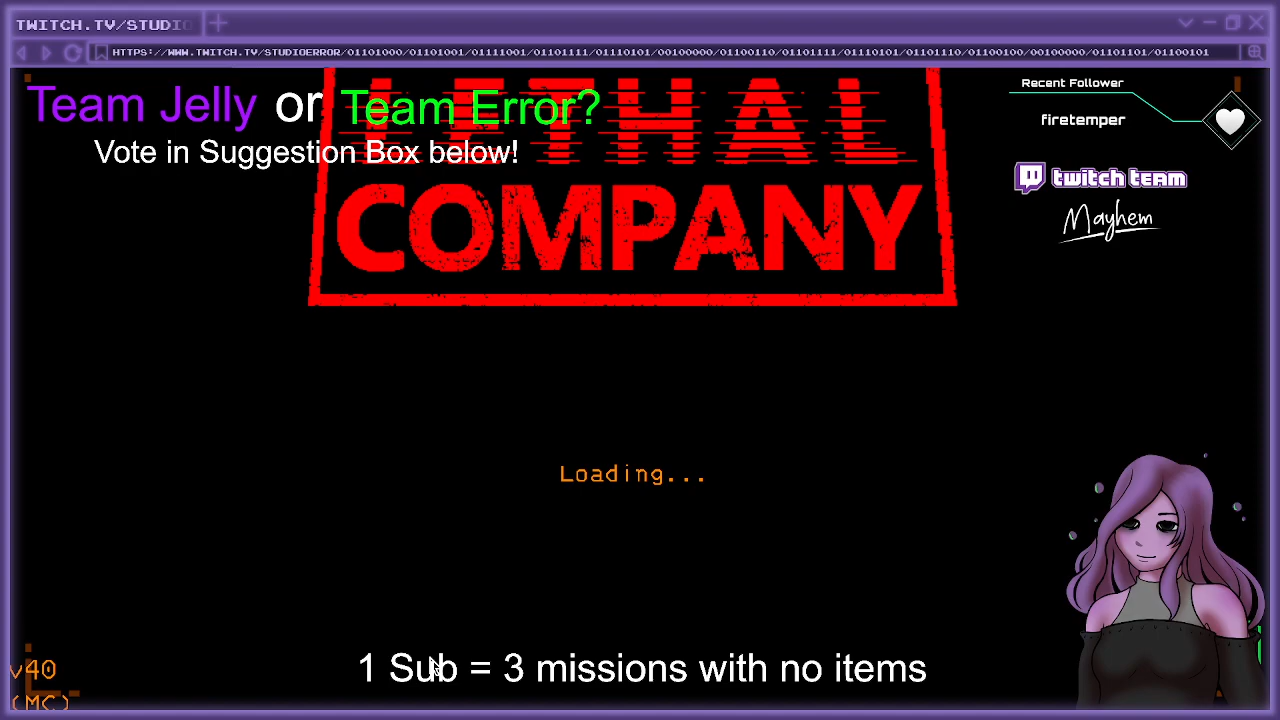 TWITCH.TV/STUDIO
HTTPS://WWW.TWITCH.TV/STUDIOERROR/01101000/01101001/01111001/01101111/01110101/00100000/01100110/01101111/01110101/01101110/01100100/00100000/01101101/01100101
Team Jelly or Team Error?
Vote in Suggestion Box below!
LETHAL
COMPANY
Recent Follower
firetemper
twitch team
Mayhem
Loading...
1 Sub = 3 missions with no items
v40
(MC)